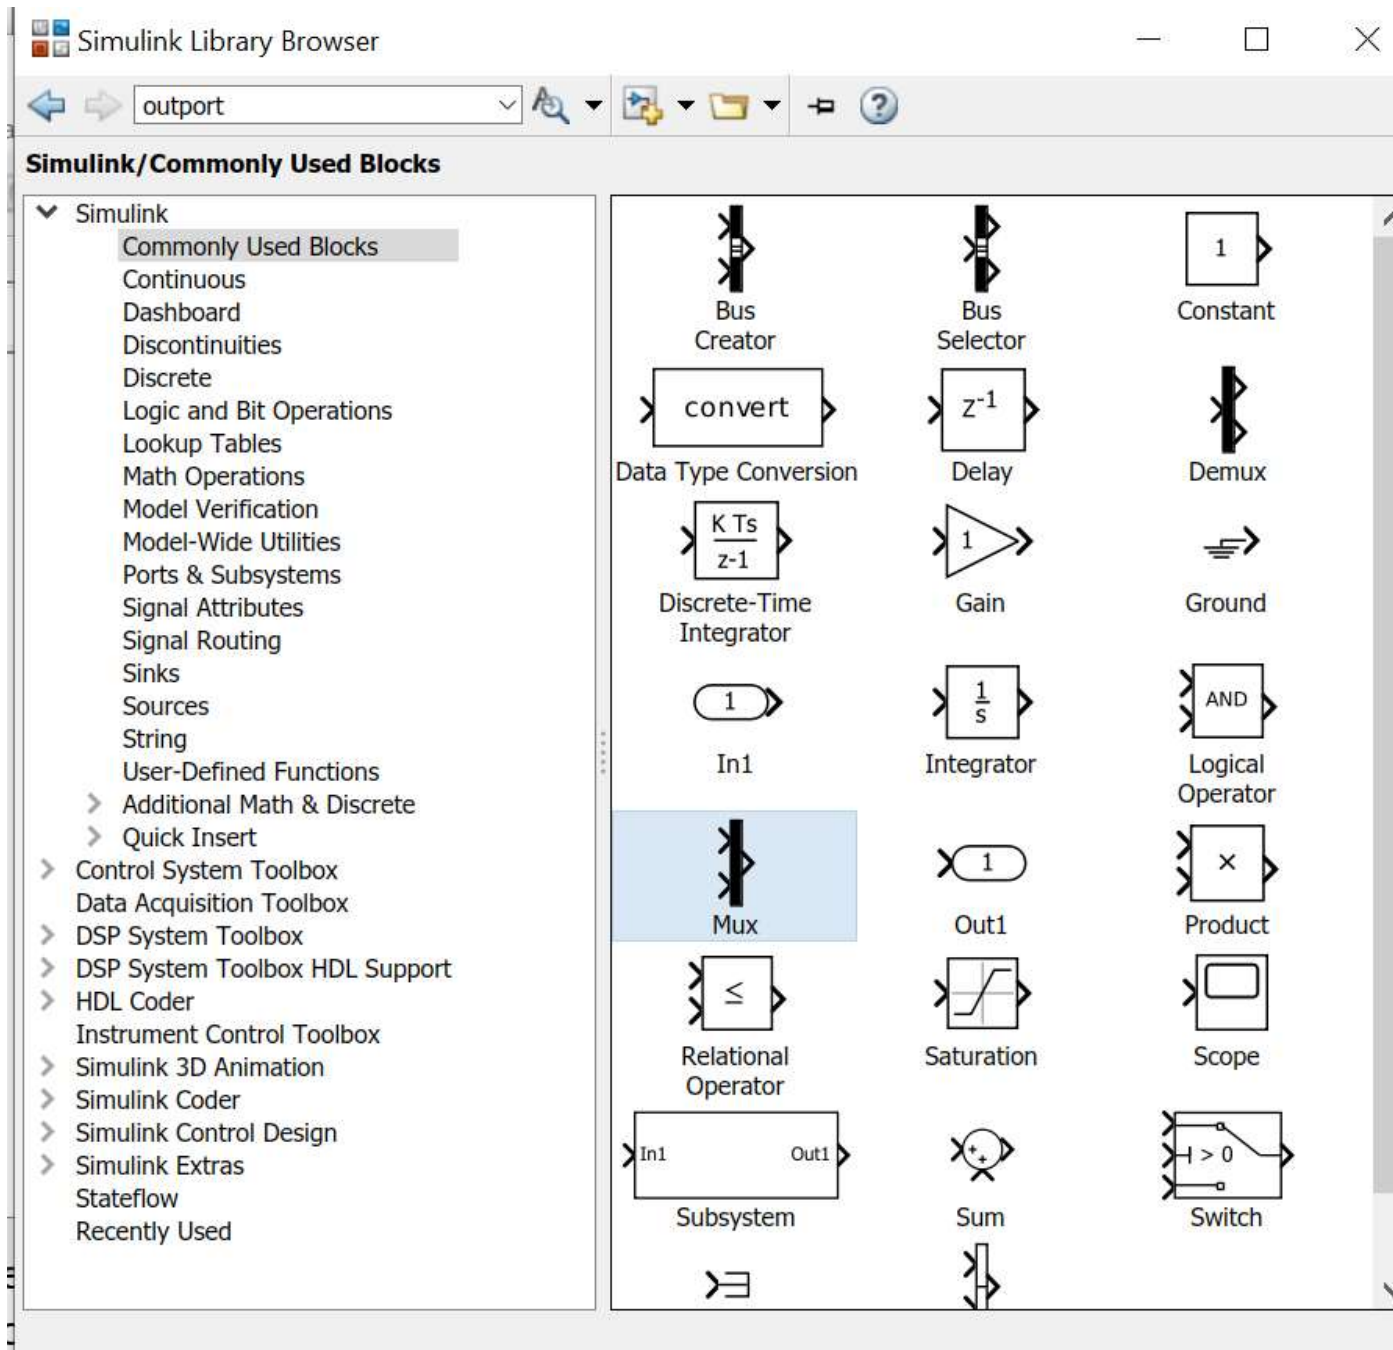 Simulink Library Browser
outport
Simulink/Commonly Used Blocks
Simulink
Commonly Used Blocks
Continuous
Dashboard
Discontinuities
Discrete
Logic and Bit Operations
Lookup Tables
Math Operations
Model Verification
Model-Wide Utilities
Ports & Subsystems
Signal Attributes
Signal Routing
Sinks
Sources
String
User-Defined Functions
Additional Math & Discrete
Quick Insert
Control System Toolbox
Data Acquisition Toolbox
DSP System Toolbox
DSP System Toolbox HDL Support
HDL Coder
Instrument Control Toolbox
Simulink 3D Animation
Simulink Coder
Simulink Control Design
Simulink Extras
Stateflow
Recently Used
Bus
Creator
Bus
Selector
1
Constant
convert
Data Type Conversion
z-1
Delay
Demux
K Ts
z-1
Discrete-Time
Integrator
1
Gain
Ground
1
In1
1
s
Integrator
AND
Logical
Operator
Mux
1
Out1
×
Product
≤
Relational
Operator
Saturation
Scope
In1 Out1
Subsystem
+
+
Sum
> 0
Switch